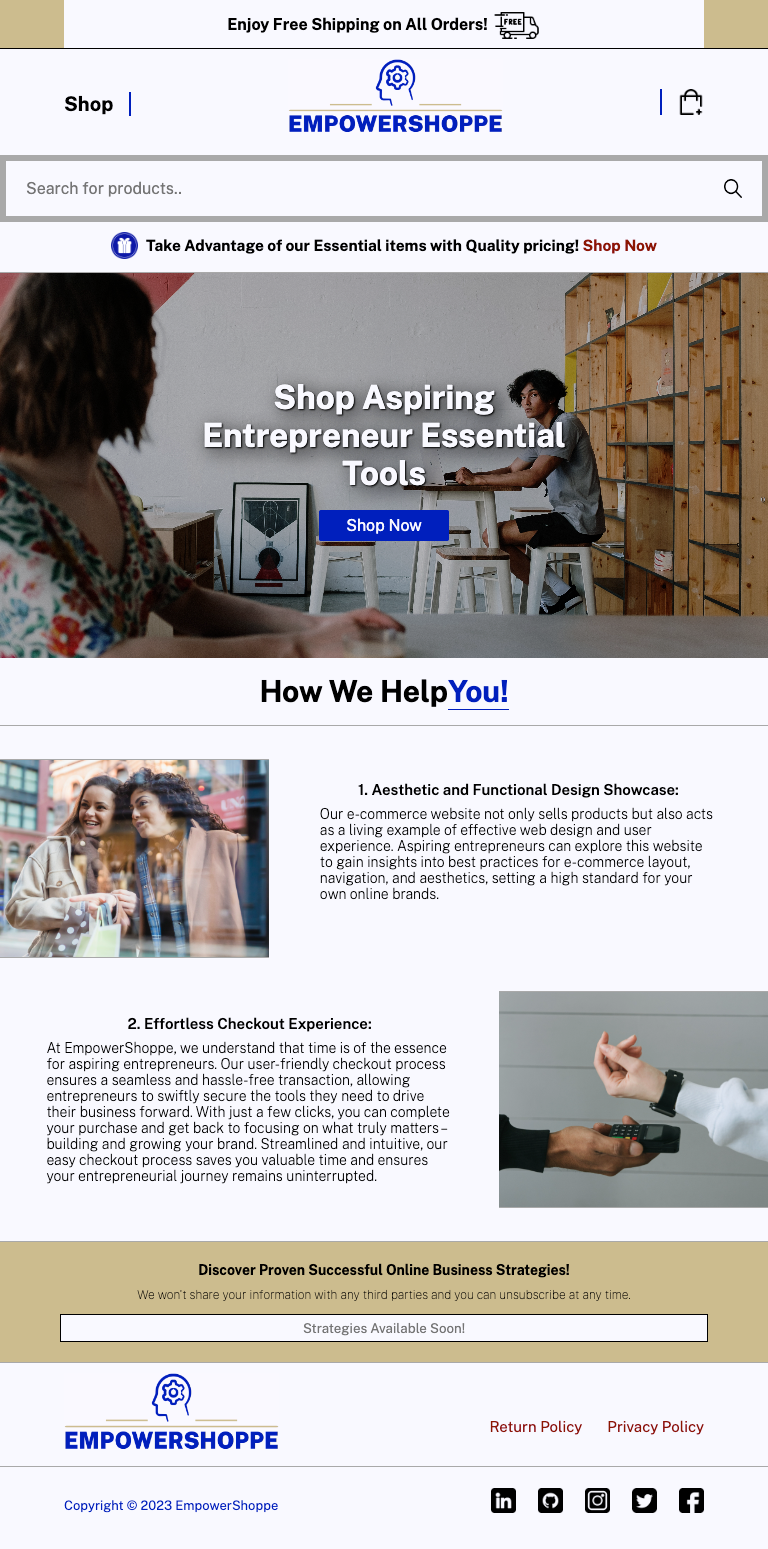 Enjoy Free Shipping on All Orders!
FREE
Shop
EMPOWERSHOPPE
Search for products..
Take Advantage of our Essential items with Quality pricing! Shop Now
Shop Aspiring
Entrepreneur Essential
Tools
Shop Now
How We HelpYou!
1. Aesthetic and Functional Design Showcase:
Our e-commerce website not only sells products but also acts
as a living example of effective web design and user
experience. Aspiring entrepreneurs can explore this website
to gain insights into best practices for e-commerce layout,
navigation, and aesthetics, setting a high standard for your
own online brands.
2. Effortless Checkout Experience:
At EmpowerShoppe, we understand that time is of the essence
for aspiring entrepreneurs. Our user-friendly checkout process
ensures a seamless and hassle-free transaction, allowing
entrepreneurs to swiftly secure the tools they need to drive
their business forward. With just a few clicks, you can complete
your purchase and get back to focusing on what truly matters–
building and growing your brand. Streamlined and intuitive, our
easy checkout process saves you valuable time and ensures
your entrepreneurial journey remains uninterrupted.
Discover Proven Successful Online Business Strategies!
We won't share your information with any third parties and you can unsubscribe at any time.
Strategies Available Soon!
EMPOWERSHOPPE
Return Policy Privacy Policy
Copyright © 2023 EmpowerShoppe